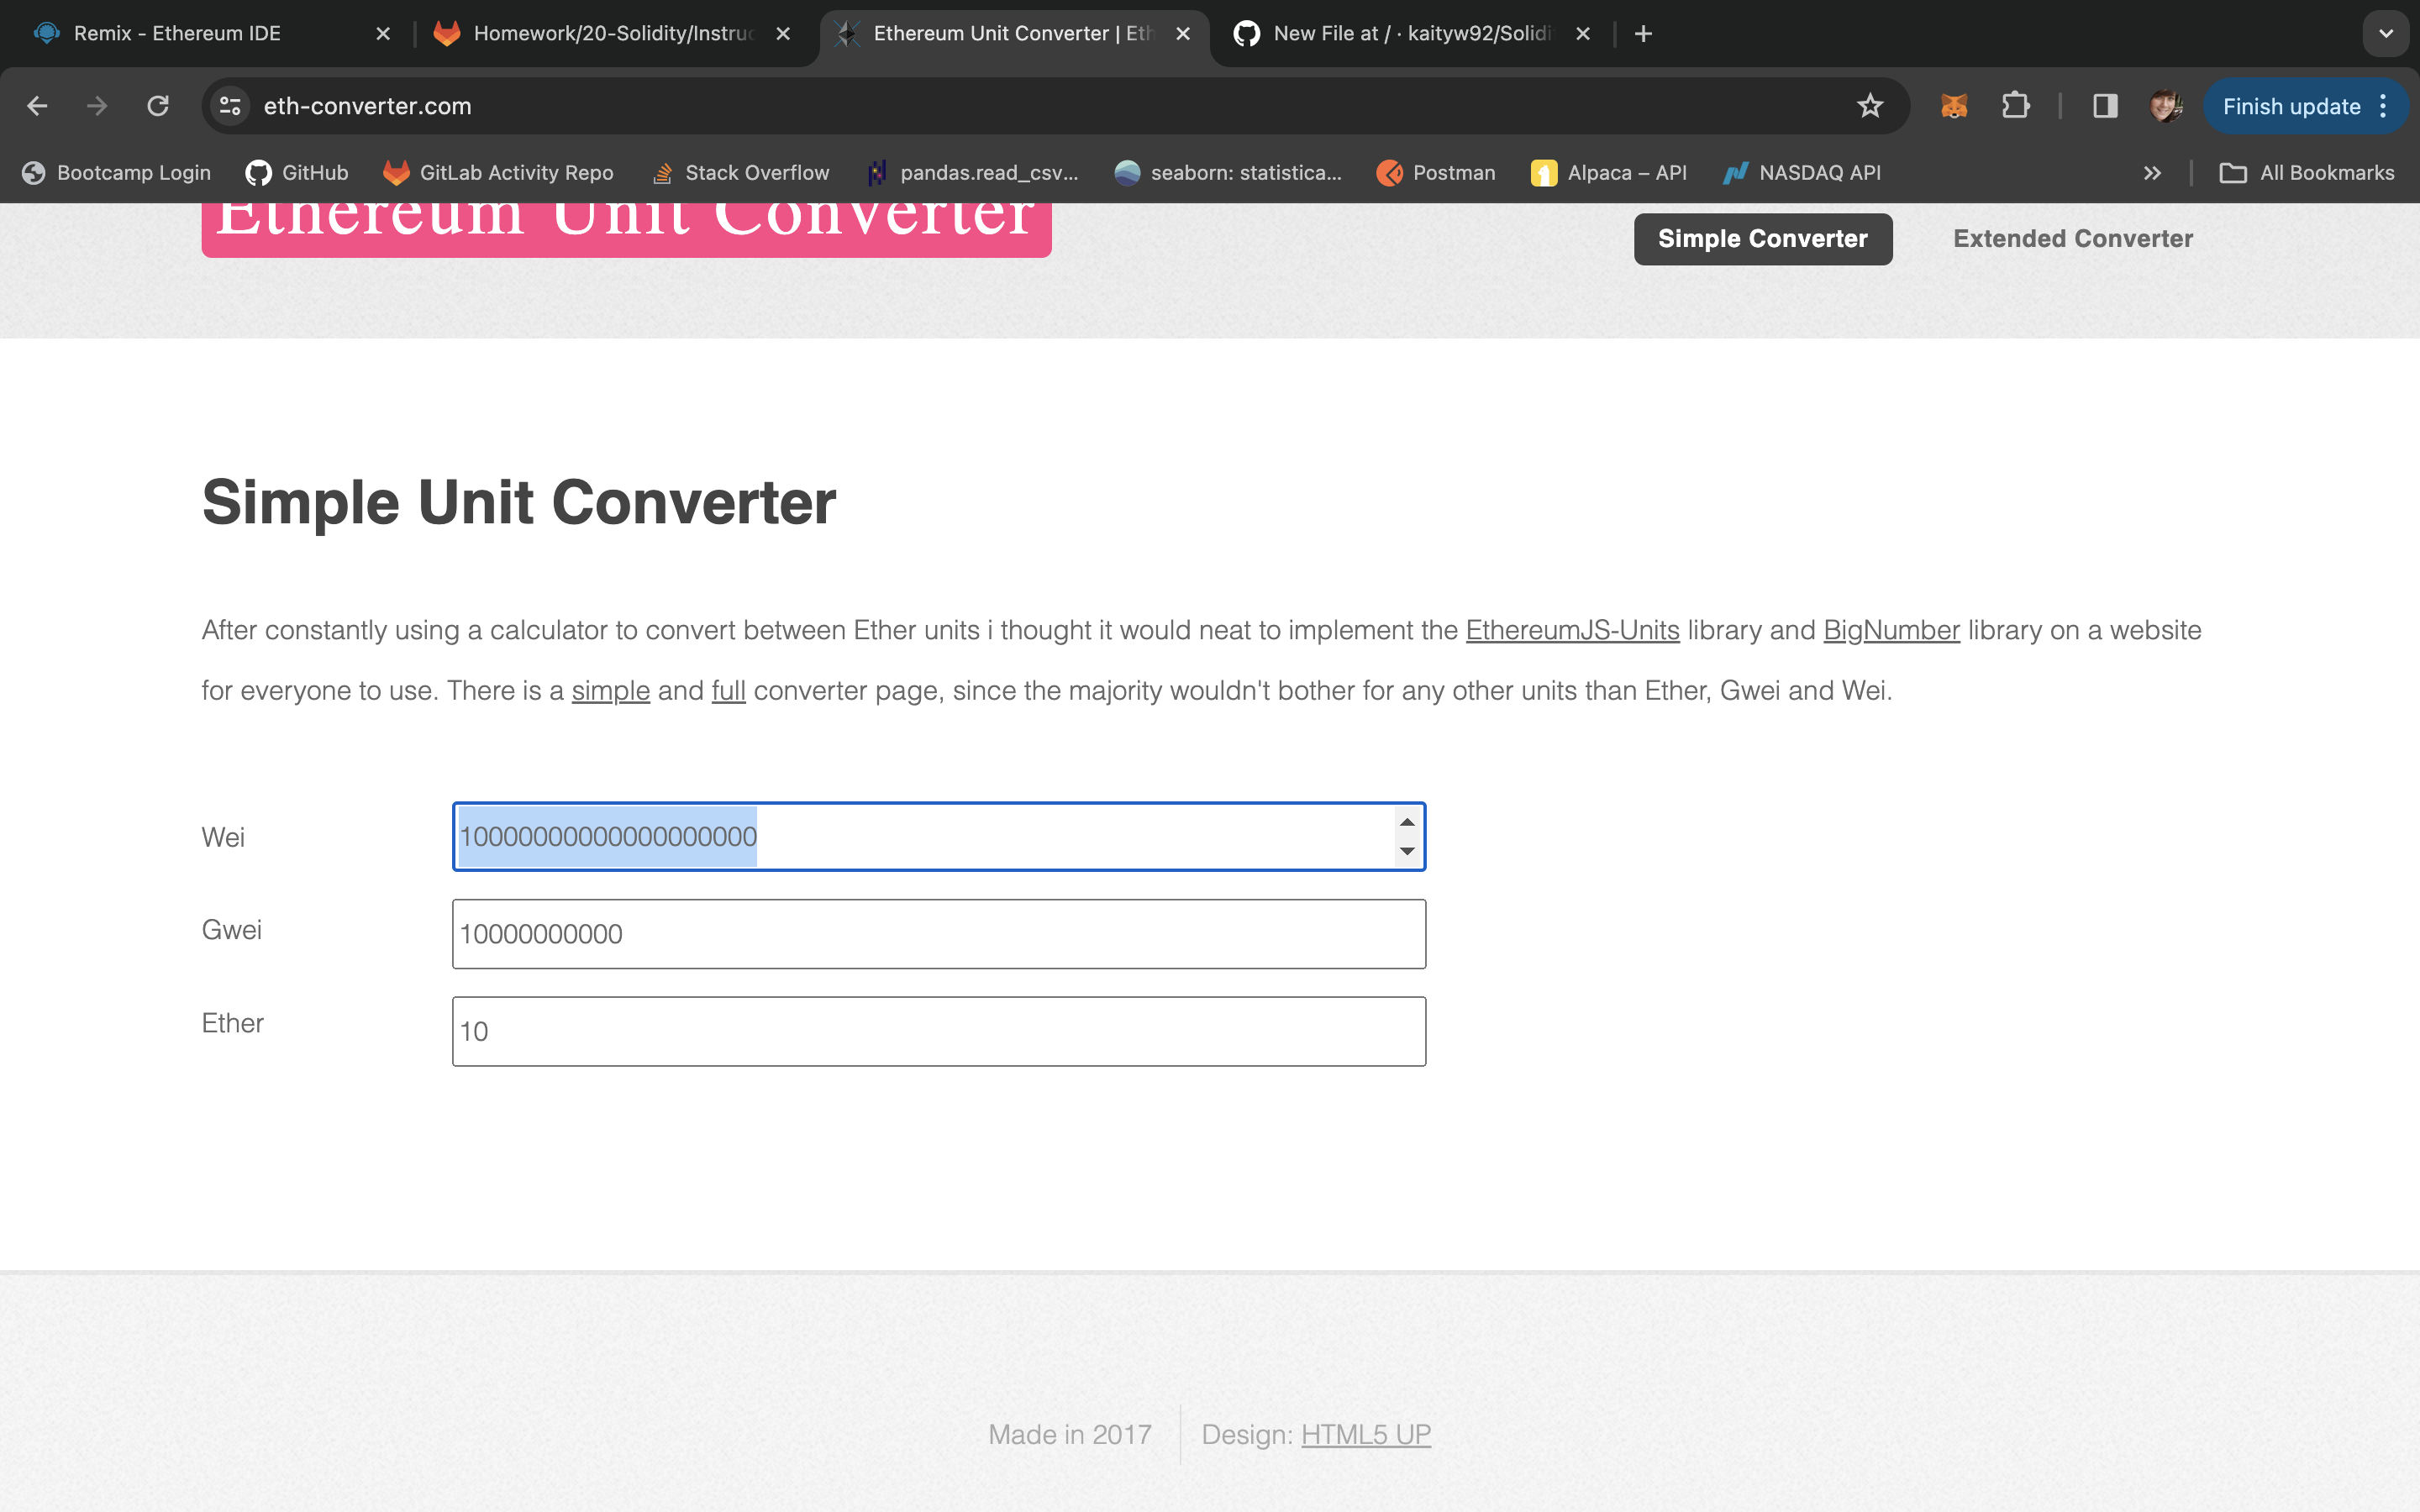 Remix - Ethereum IDE
Homework/20-Solidity/Instruc
Ethereum Unit Converter | Eth
New File at / · kaityw92/Solidi
eth-converter.com
Finish update
Bootcamp Login
GitHub
GitLab Activity Repo
Stack Overflow
pandas.read_csv...
seaborn: statistica...
Postman
Alpaca – API
NASDAQ API
All Bookmarks
Ethereum Unit Converter
Simple Converter
Extended Converter
Simple Unit Converter
After constantly using a calculator to convert between Ether units i thought it would neat to implement the EthereumJS-Units library and BigNumber library on a website
for everyone to use. There is a simple and full converter page, since the majority wouldn't bother for any other units than Ether, Gwei and Wei.
Wei
10000000000000000000
Gwei
10000000000
Ether
10
Made in 2017
Design: HTML5 UP